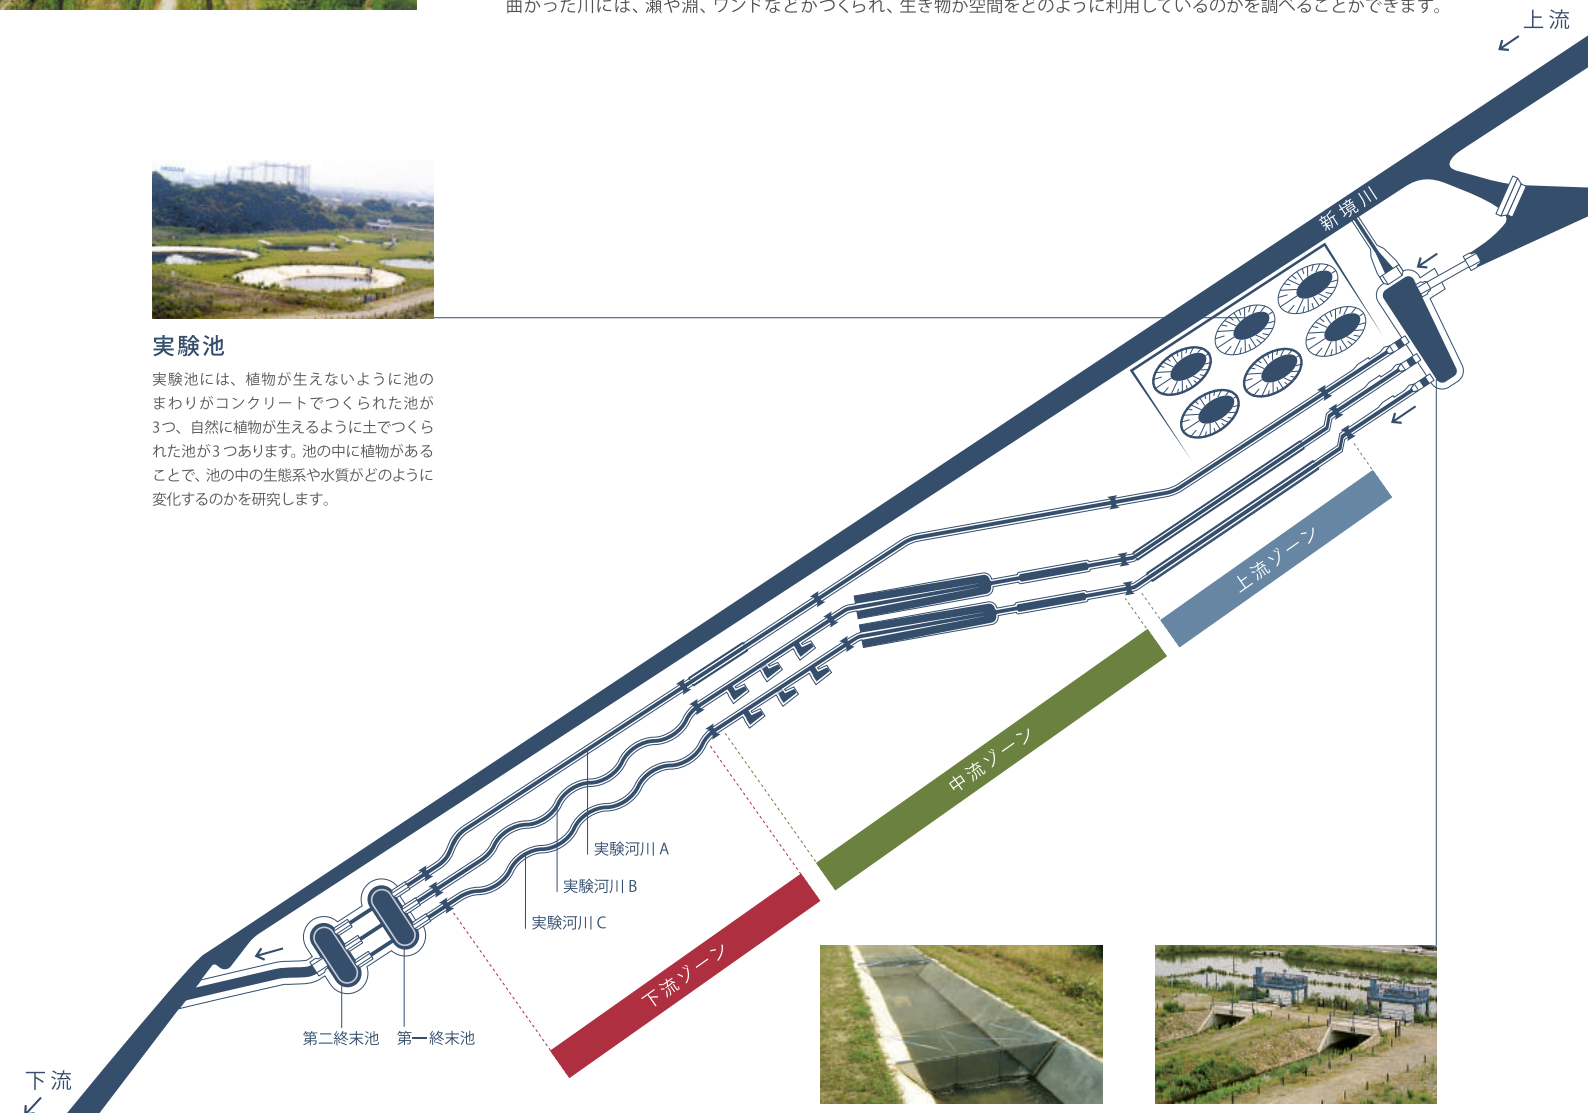 曲がった川には、瀬や淵、ワンドなどがつくられ、生き物が空間をどのように利用しているのかを調べることができます。
上流
新境川
実験池
実験池には、植物が生えないように池の
まわりがコンクリートでつくられた池が
3つ、自然に植物が生えるように土でつくら
れた池が3つあります。池の中に植物がある
ことで、池の中の生態系や水質がどのように
変化するのかを研究します。
上流ゾーン
中流ゾーン
下流ゾーン
実験河川 A
実験河川 B
実験河川 C
第二終末池
第一終末池
下流